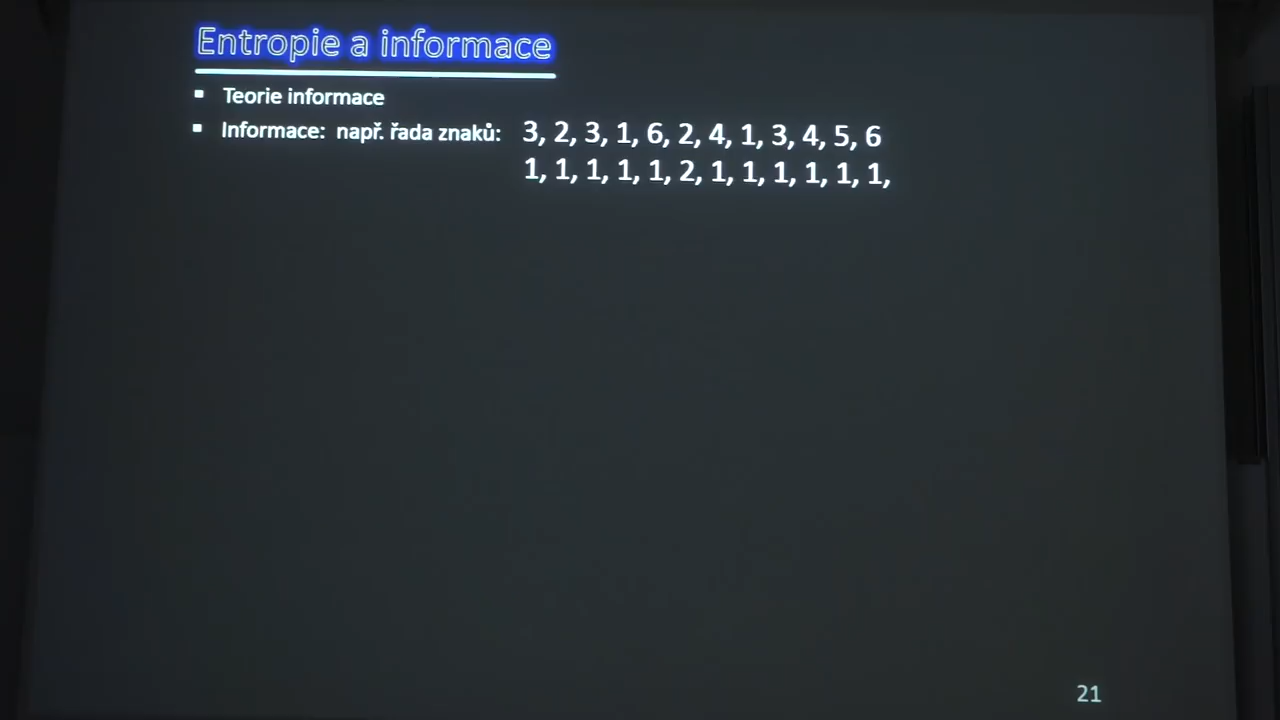 Entropie a informace
Teorie informace
Informace: např. řada znaků: 3, 2, 3, 1, 6, 2, 4, 1, 3, 4, 5, 6
1, 1, 1, 1, 1, 2, 1, 1, 1, 1, 1, 1,
21